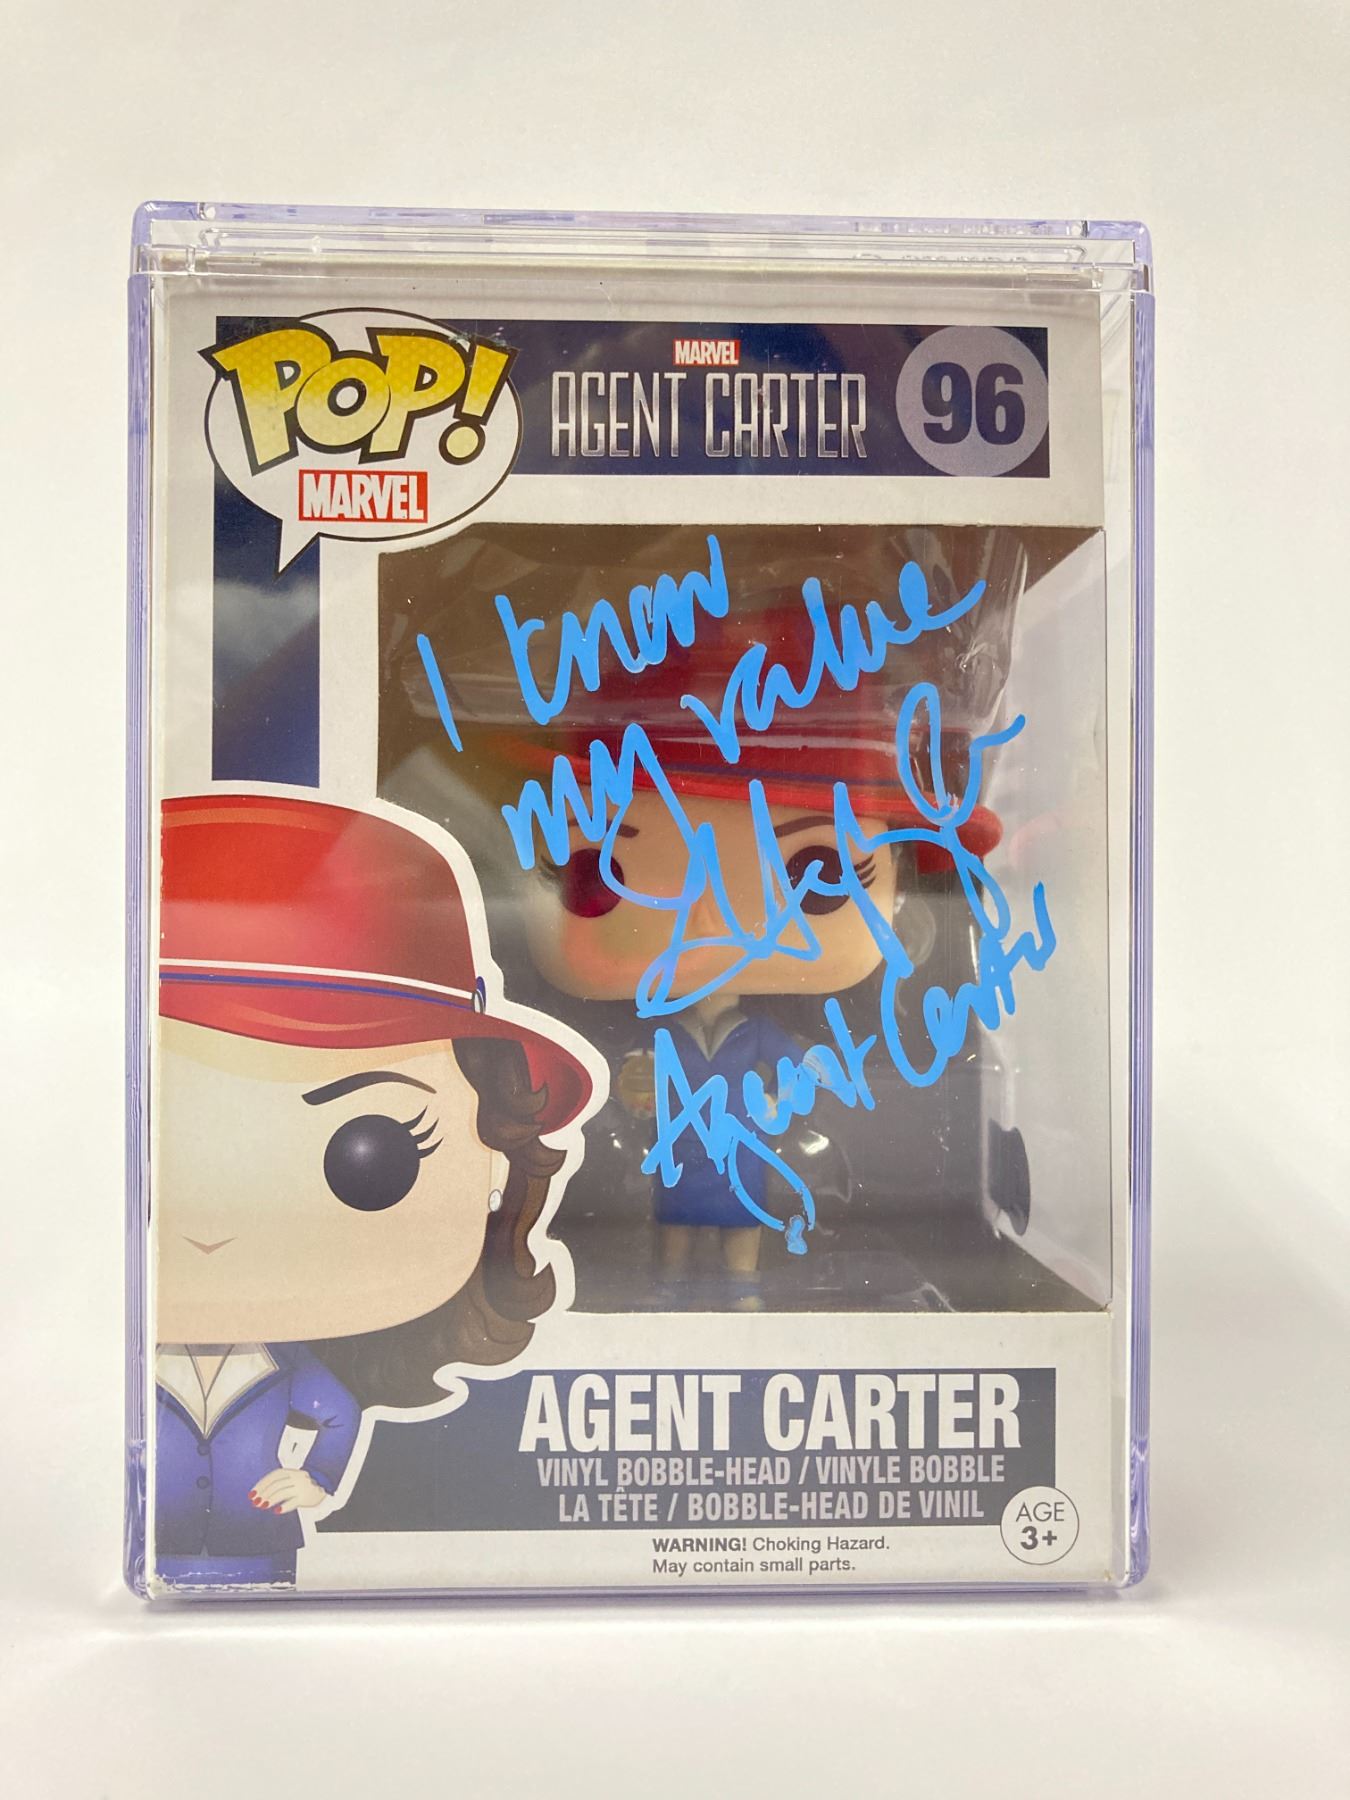 POP!
MARVEL
MARVEL
AGENT CARTER
96
I know
my value
Agent Carter
AGENT CARTER
VINYL BOBBLE-HEAD / VINYLE BOBBLE
LA TÊTE / BOBBLE-HEAD DE VINIL
AGE
3+
WARNING! Choking Hazard.
May contain small parts.